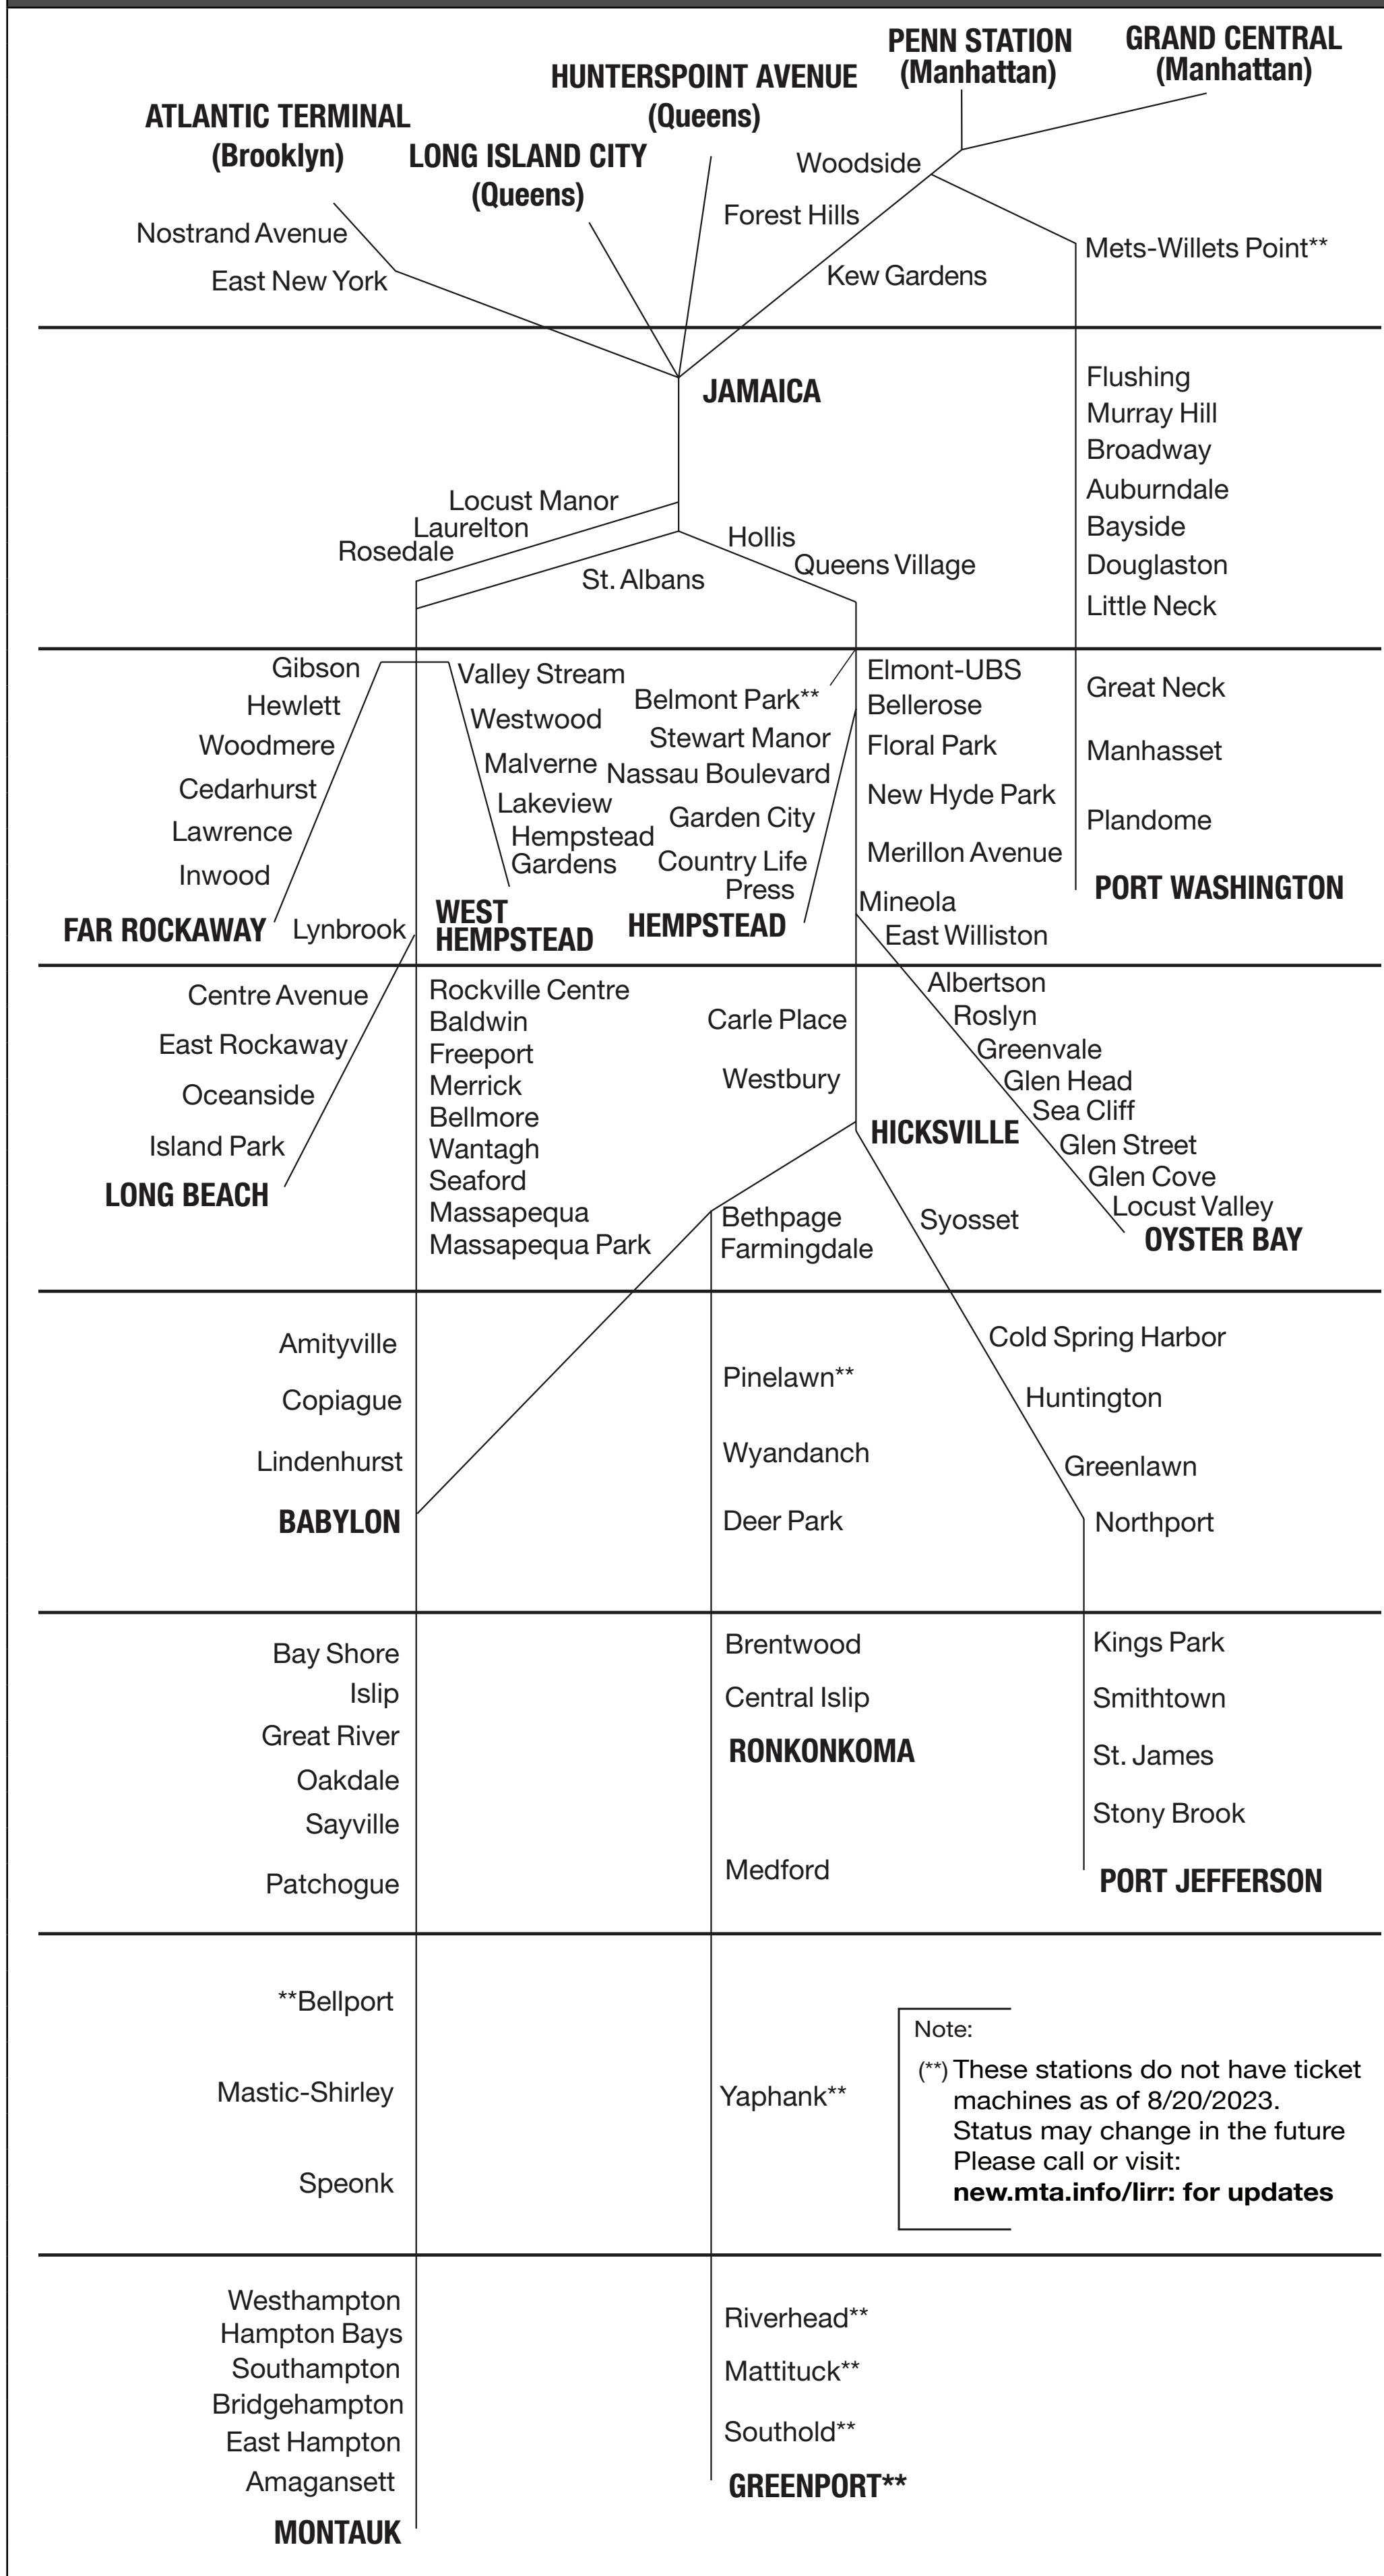 PENN STATION
(Manhattan)
GRAND CENTRAL
(Manhattan)
HUNTERSPOINT AVENUE
(Queens)
ATLANTIC TERMINAL
(Brooklyn)
LONG ISLAND CITY
(Queens)
Woodside
Forest Hills
Nostrand Avenue
Mets-Willets Point**
East New York
Kew Gardens
JAMAICA
Flushing
Murray Hill
Broadway
Auburndale
Bayside
Douglaston
Little Neck
Locust Manor
Laurelton
Rosedale
St. Albans
Hollis
Queens Village
Gibson
Hewlett
Woodmere
Cedarhurst
Lawrence
Inwood
FAR ROCKAWAY
Lynbrook
Valley Stream
Westwood
Malverne
Lakeview
Hempstead
Gardens
WEST
HEMPSTEAD
Belmont Park**
Stewart Manor
Nassau Boulevard
Garden City
Country Life
Press
HEMPSTEAD
Elmont-UBS
Bellerose
Floral Park
New Hyde Park
Merillon Avenue
Mineola
East Williston
Great Neck
Manhasset
Plandome
PORT WASHINGTON
Centre Avenue
East Rockaway
Oceanside
Island Park
LONG BEACH
Rockville Centre
Baldwin
Freeport
Merrick
Bellmore
Wantagh
Seaford
Massapequa
Massapequa Park
Carle Place
Westbury
HICKSVILLE
Bethpage
Farmingdale
Syosset
Albertson
Roslyn
Greenvale
Glen Head
Sea Cliff
Glen Street
Glen Cove
Locust Valley
OYSTER BAY
Amityville
Copiague
Lindenhurst
BABYLON
Pinelawn**
Wyandanch
Deer Park
Cold Spring Harbor
Huntington
Greenlawn
Northport
Bay Shore
Islip
Great River
Oakdale
Sayville
Patchogue
Brentwood
Central Islip
RONKONKOMA
Medford
Kings Park
Smithtown
St. James
Stony Brook
PORT JEFFERSON
**Bellport
Mastic-Shirley
Speonk
Yaphank**
Note:
(**) These stations do not have ticket
machines as of 8/20/2023.
Status may change in the future
Please call or visit:
new.mta.info/lirr: for updates
Westhampton
Hampton Bays
Southampton
Bridgehampton
East Hampton
Amagansett
MONTAUK
Riverhead**
Mattituck**
Southold**
GREENPORT**